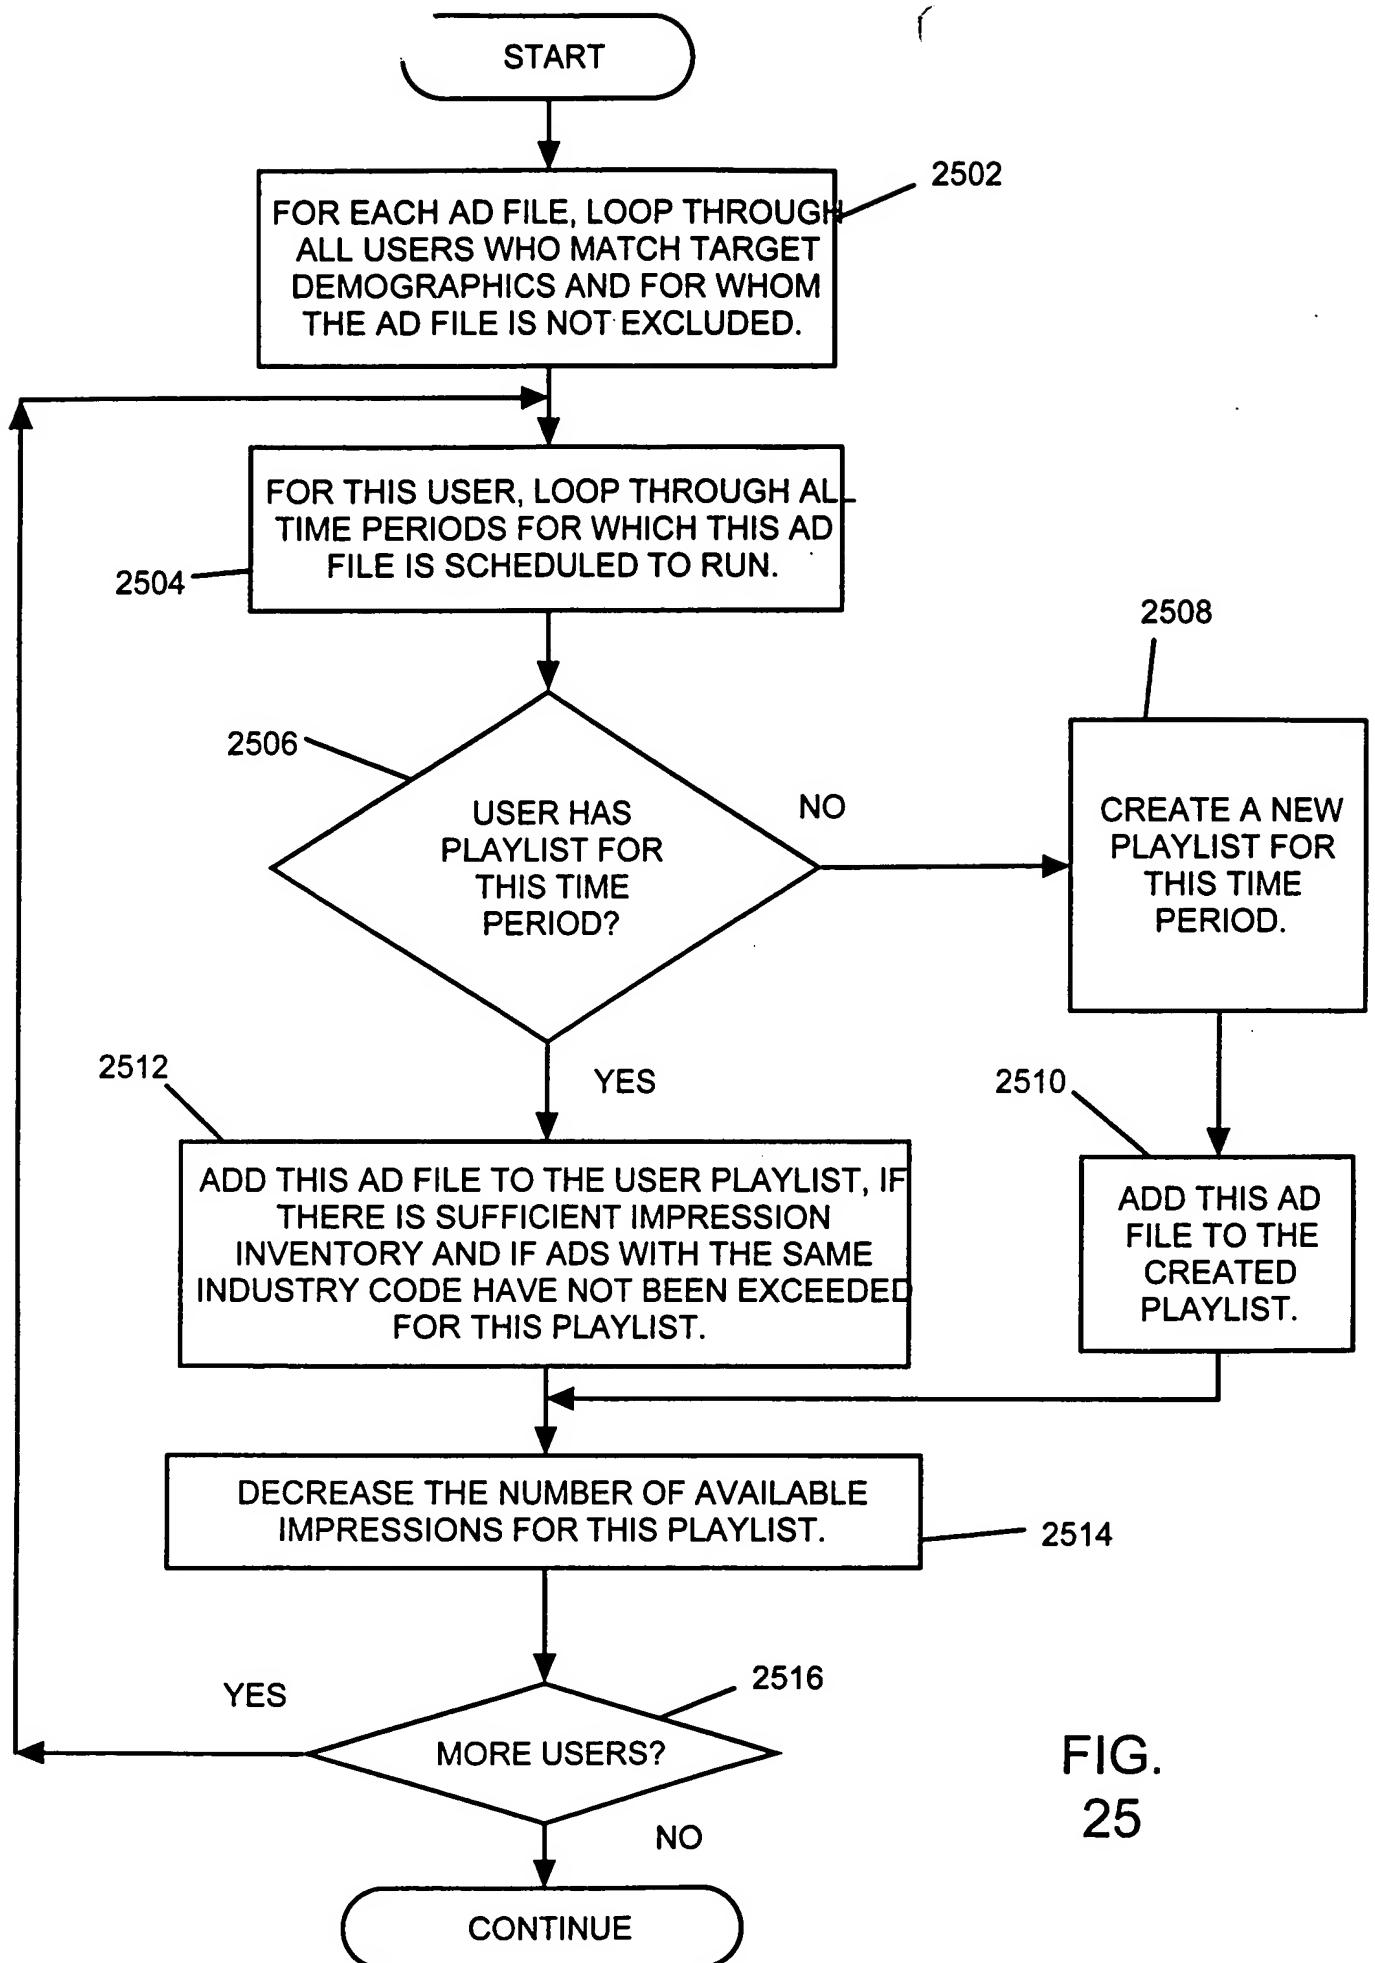 START
2502
FOR EACH AD FILE, LOOP THROUGH
ALL USERS WHO MATCH TARGET
DEMOGRAPHICS AND FOR WHOM
THE AD FILE IS NOT EXCLUDED.
FOR THIS USER, LOOP THROUGH ALL
TIME PERIODS FOR WHICH THIS AD
FILE IS SCHEDULED TO RUN.
2504
2506
USER HAS
PLAYLIST FOR
THIS TIME
PERIOD?
NO
2508
CREATE A NEW
PLAYLIST FOR
THIS TIME
PERIOD.
YES
2510
ADD THIS AD
FILE TO THE
CREATED
PLAYLIST.
2512
ADD THIS AD FILE TO THE USER PLAYLIST, IF
THERE IS SUFFICIENT IMPRESSION
INVENTORY AND IF ADS WITH THE SAME
INDUSTRY CODE HAVE NOT BEEN EXCEEDED
FOR THIS PLAYLIST.
DECREASE THE NUMBER OF AVAILABLE
IMPRESSIONS FOR THIS PLAYLIST.
2514
2516
YES
MORE USERS?
NO
CONTINUE
FIG.
25